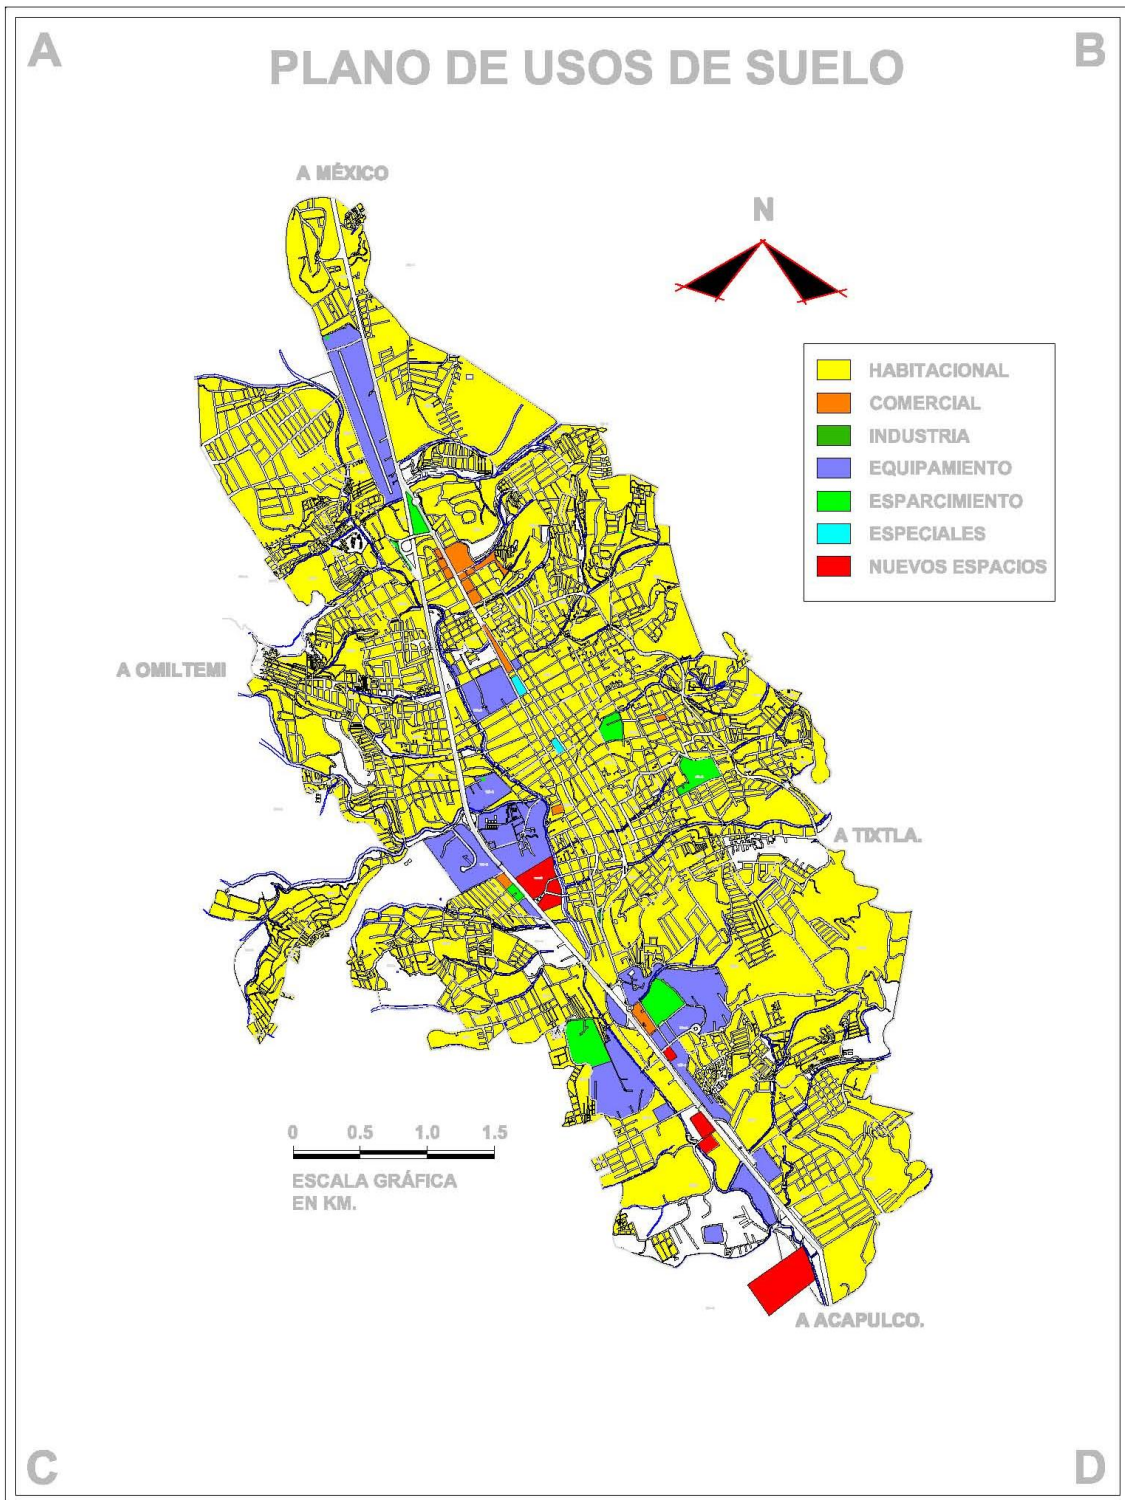 A
B
PLANO DE USOS DE SUELO
A MÉXICO
N
HABITACIONAL
COMERCIAL
INDUSTRIA
EQUIPAMIENTO
ESPARCIMIENTO
ESPECIALES
NUEVOS ESPACIOS
A OMILTEMI
A TIXTLA.
0 0.5 1.0 1.5
ESCALA GRÁFICA
EN KM.
A ACAPULCO.
C
D